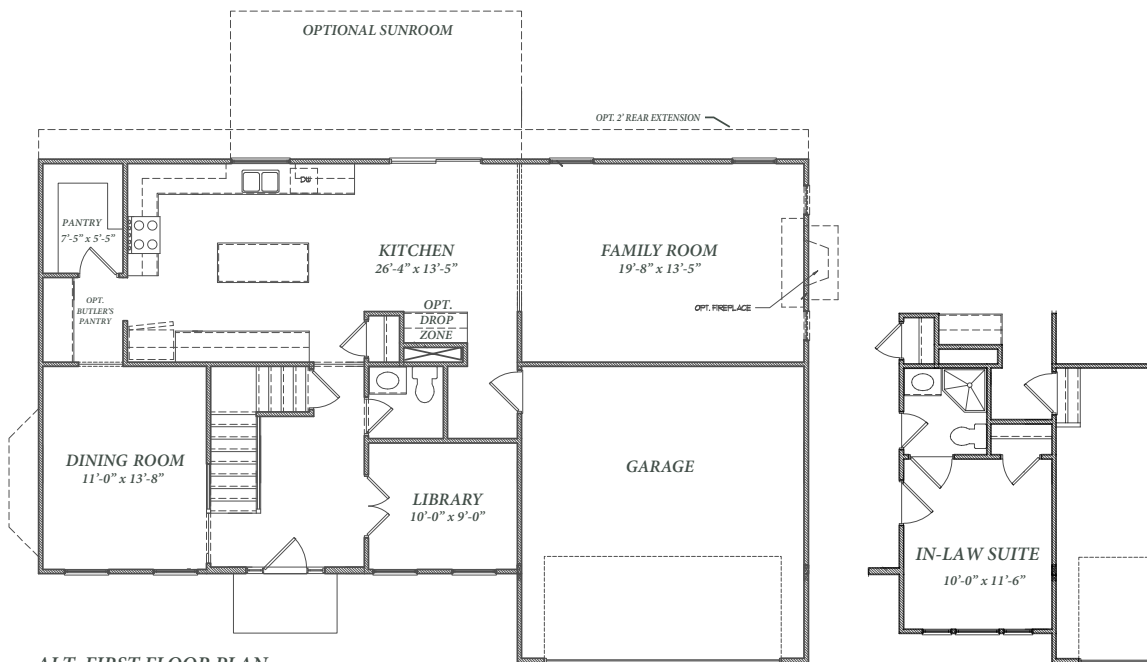 OPTIONAL SUNROOM
OPT. 2' REAR EXTENSION
DW
PANTRY
7'-5" x 5'-5"
KITCHEN
26'-4" x 13'-5"
FAMILY ROOM
19'-8" x 13'-5"
OPT.
BUTLER'S
PANTRY
OPT.
DROP
ZONE
OPT. FIREPLACE
DINING ROOM
11'-0" x 13'-8"
LIBRARY
10'-0" x 9'-0"
GARAGE
IN-LAW SUITE
10'-0" x 11'-6"
ALT. FIRST FLOOR PLAN